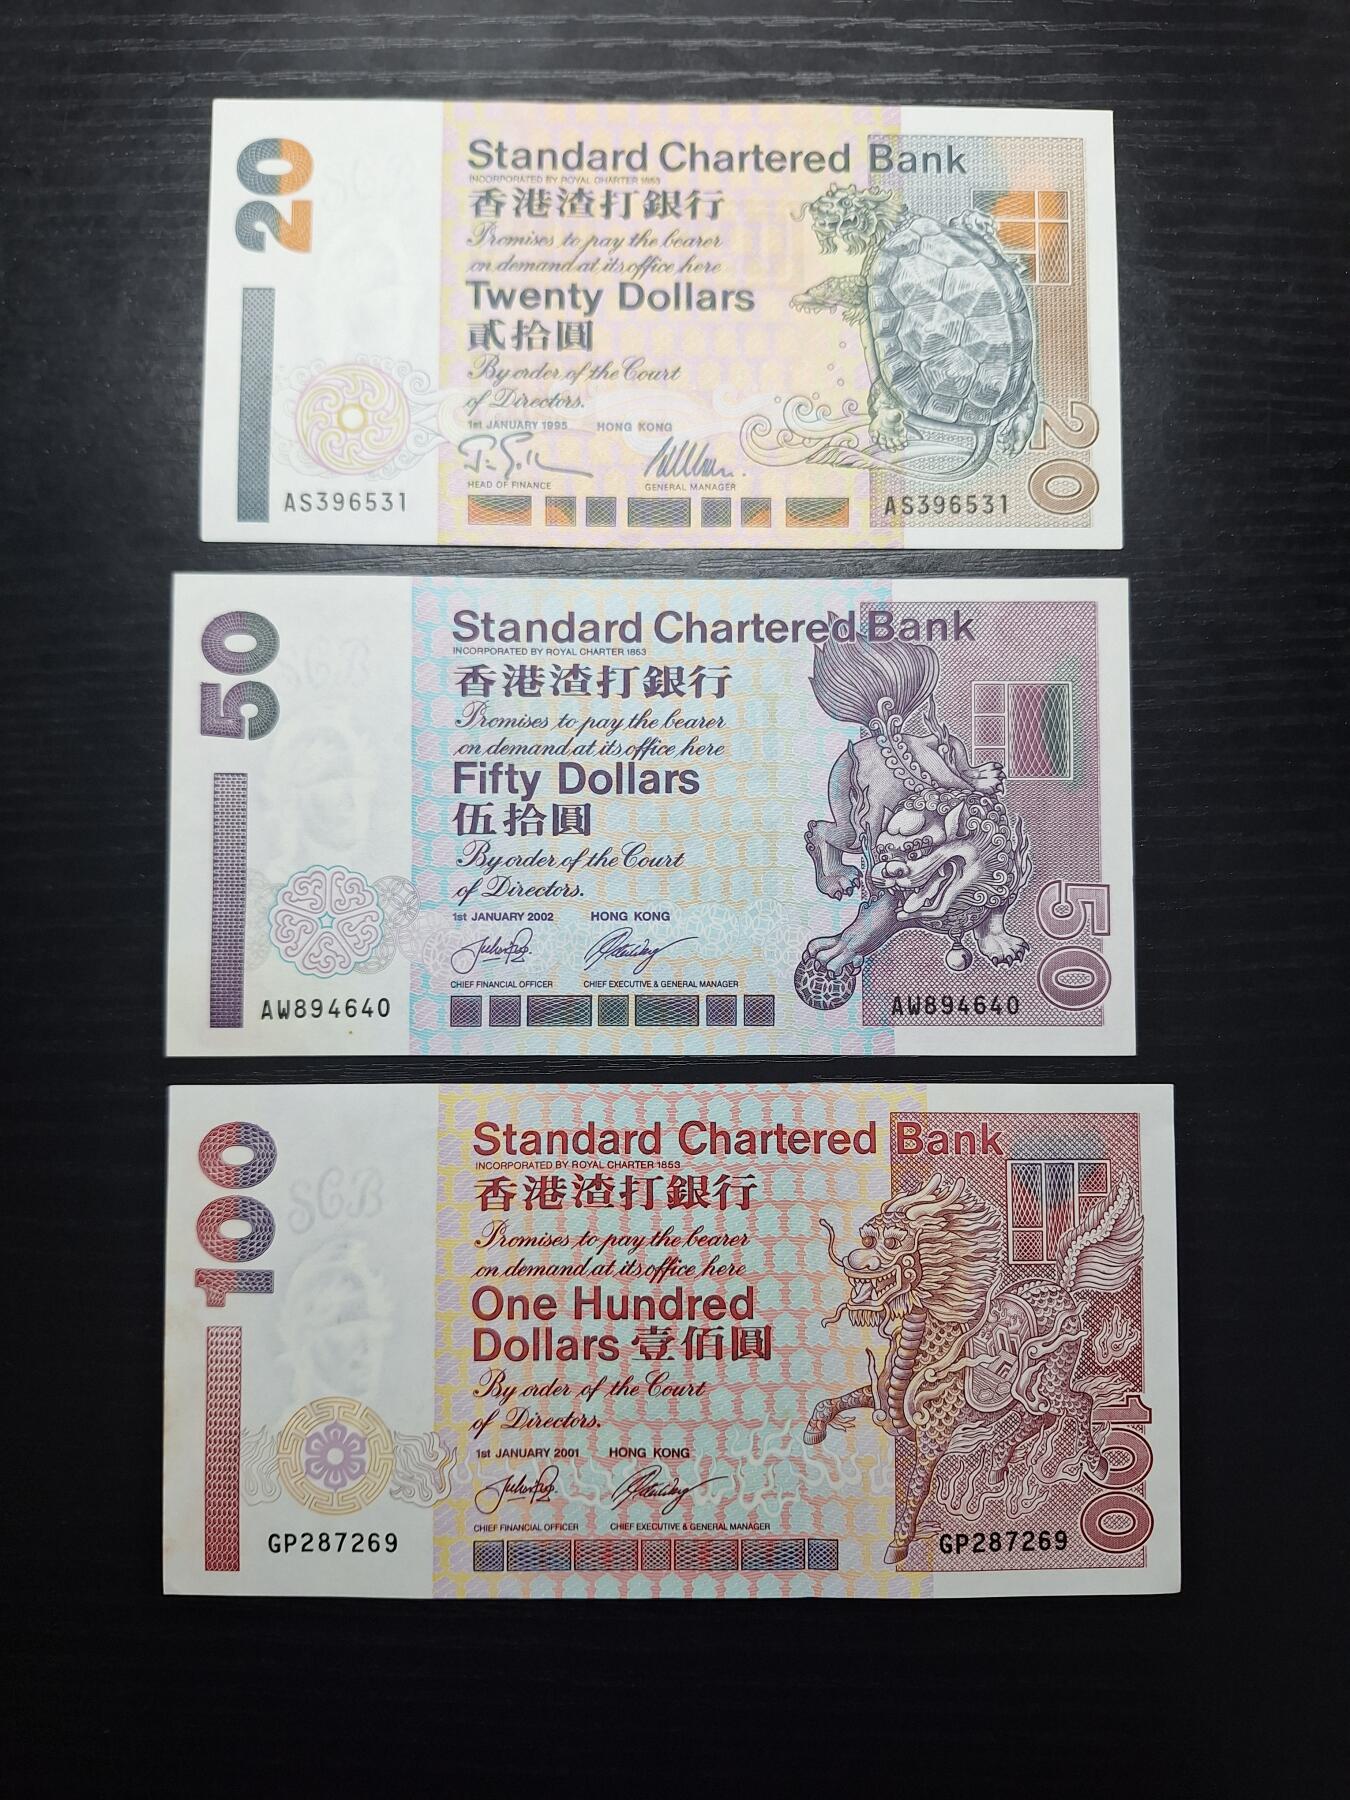 20
Standard Chartered Bank
INCORPORATED BY ROYAL CHARTER 1853
香港渣打銀行
Promises to pay the bearer
on demand at its office here
Twenty Dollars
貳拾圓
By order of the Court
of Directors.
1st JANUARY 1995 HONG KONG
HEAD OF FINANCE GENERAL MANAGER
AS396531 AS396531
20
50
Standard Chartered Bank
INCORPORATED BY ROYAL CHARTER 1853
香港渣打銀行
Promises to pay the bearer
on demand at its office here
Fifty Dollars
伍拾圓
By order of the Court
of Directors.
1st JANUARY 2002 HONG KONG
CHIEF FINANCIAL OFFICER CHIEF EXECUTIVE & GENERAL MANAGER
AW894640 AW894640
50
100
SCB
Standard Chartered Bank
INCORPORATED BY ROYAL CHARTER 1853
香港渣打銀行
Promises to pay the bearer
on demand at its office here
One Hundred
Dollars 壹佰圓
By order of the Court
of Directors.
1st JANUARY 2001 HONG KONG
CHIEF FINANCIAL OFFICER CHIEF EXECUTIVE & GENERAL MANAGER
GP287269 GP287269
100